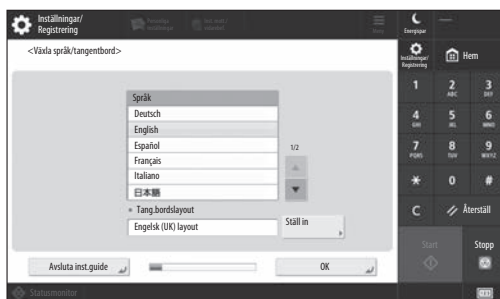 Inställningar/
Registrering
Energispar
<Växla språk/tangentbord>
Inställningar/
Registrering
Hem
Språk
Deutsch
English
Español
Français
Italiano
日本語
1/2
Tang.bordslayout
Engelsk (UK) layout
Ställ in
Avsluta inst.guide
OK
1
2 ABC
3 DEF
4 GHI
5 JKL
6 MNO
7 PQRS
8 TUV
9 WXYZ
*
0
#
C
Återställ
Start
Stopp
Statusmonitor